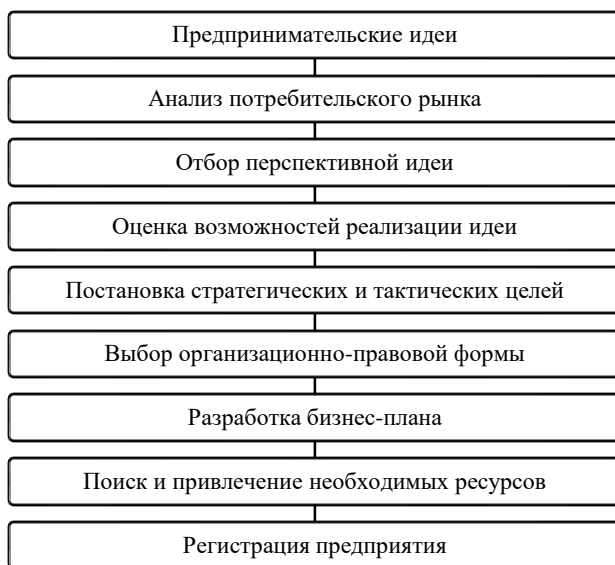 Предпринимательские идеи
Анализ потребительского рынка
Отбор перспективной идеи
Оценка возможностей реализации идеи
Постановка стратегических и тактических целей
Выбор организационно-правовой формы
Разработка бизнес-плана
Поиск и привлечение необходимых ресурсов
Регистрация предприятия